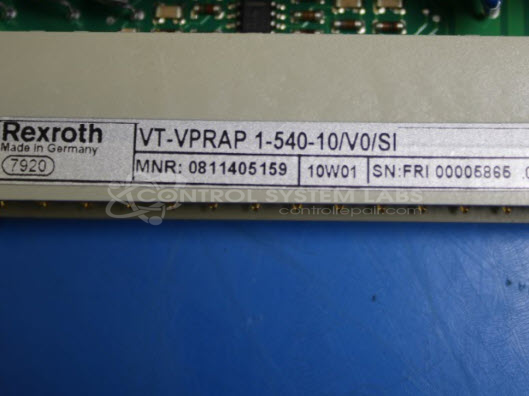 Rexroth
Made in Germany
7920
VT-VPRAP 1-540-10/V0/SI
MNR: 0811405159
10W01
SN:FRI 00005865
CONTROL SYSTEM LABS
controllerepair.com